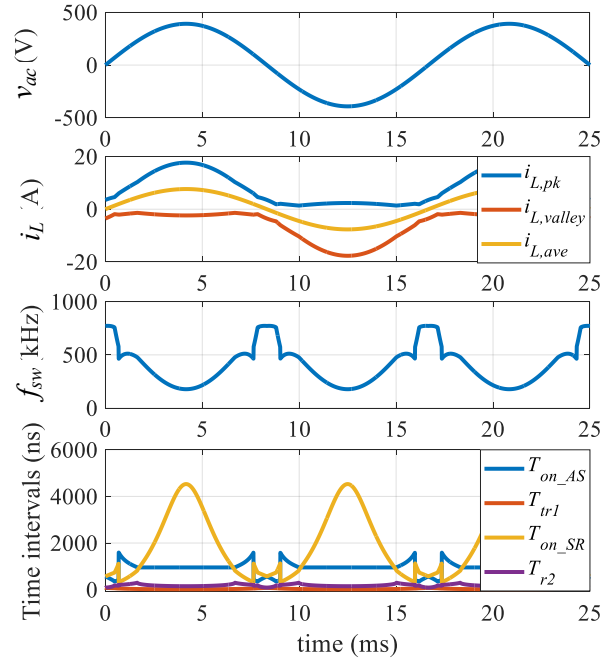 500
0
-500
v_ac (V)
0 5 10 15 20 25
20
0
-20
i_L (A)
i_L,pk
i_L,valley
i_L,ave
0 5 10 15 20 25
1000
500
0
f_sw (kHz)
0 5 10 15 20 25
6000
4000
2000
0
Time intervals (ns)
T_on_AS
T_tr1
T_on_SR
T_r2
0 5 10 15 20 25
time (ms)